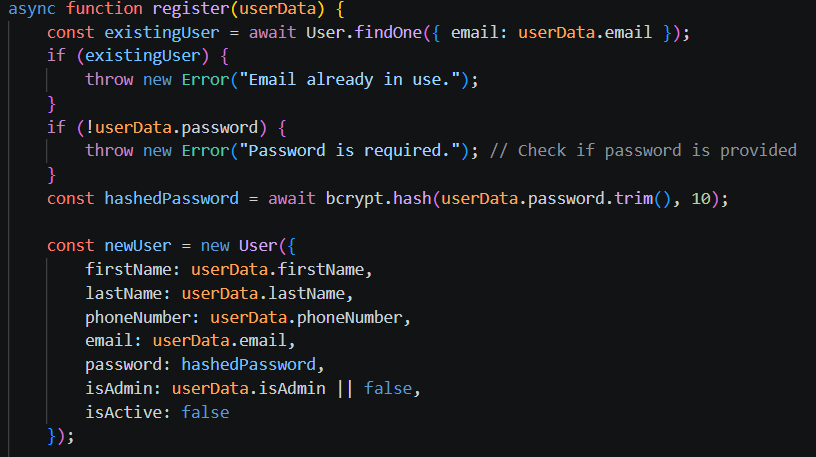 async function register(userData) {
    const existingUser = await User.findOne({ email: userData.email });
    if (existingUser) {
        throw new Error("Email already in use.");
    }
    if (!userData.password) {
        throw new Error("Password is required."); // Check if password is provided
    }
    const hashedPassword = await bcrypt.hash(userData.password.trim(), 10);

    const newUser = new User({
        firstName: userData.firstName,
        lastName: userData.lastName,
        phoneNumber: userData.phoneNumber,
        email: userData.email,
        password: hashedPassword,
        isAdmin: userData.isAdmin || false,
        isActive: false
    });